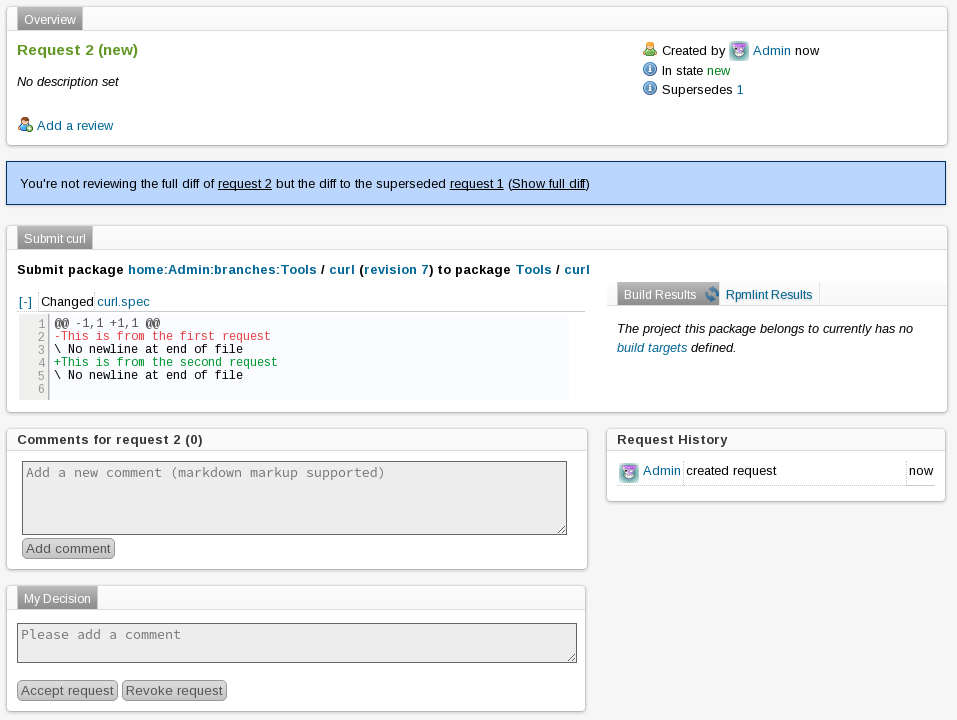 Overview
Request 2 (new)
No description set
Add a review
Created by Admin now
In state new
Supersedes 1
You're not reviewing the full diff of request 2 but the diff to the superseded request 1 (Show full diff)
Submit curl
Submit package home:Admin:branches:Tools / curl (revision 7) to package Tools / curl
[-] Changed curl.spec
1 @@ -1,1 +1,1 @@
2 -This is from the first request
3 \ No newline at end of file
4 +This is from the second request
5 \ No newline at end of file
6
Build Results Rpmlint Results
The project this package belongs to currently has no
build targets defined.
Comments for request 2 (0)
Add a new comment (markdown markup supported)
Add comment
Request History
Admin created request now
My Decision
Please add a comment
Accept request Revoke request